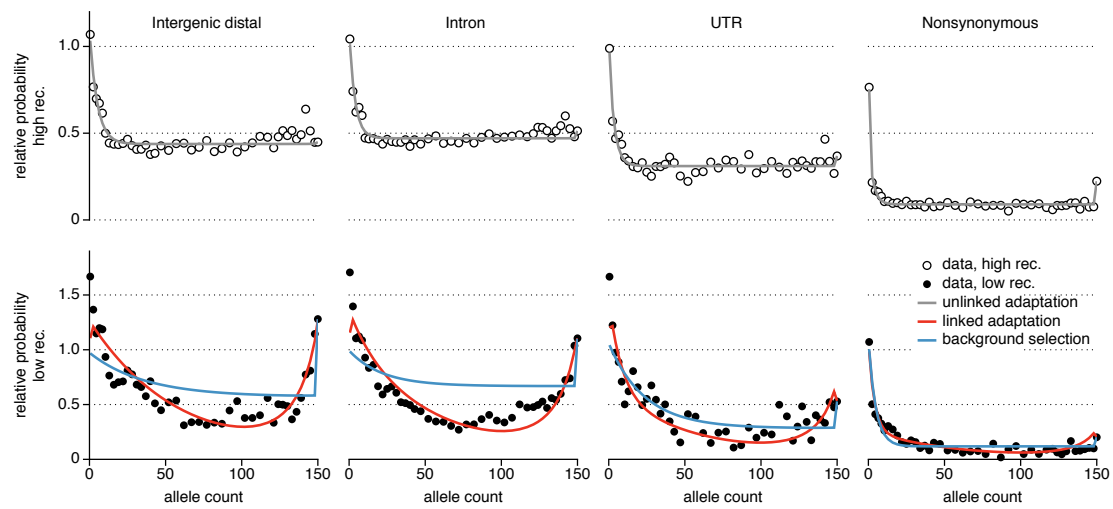 Intergenic distal
Intron
UTR
Nonsynonymous
relative probability
high rec.
1.0
0.5
0
relative probability
low rec.
1.5
1.0
0.5
0
data, high rec.
data, low rec.
unlinked adaptation
linked adaptation
background selection
0 50 100 150
0 50 100 150
0 50 100 150
0 50 100 150
allele count
allele count
allele count
allele count